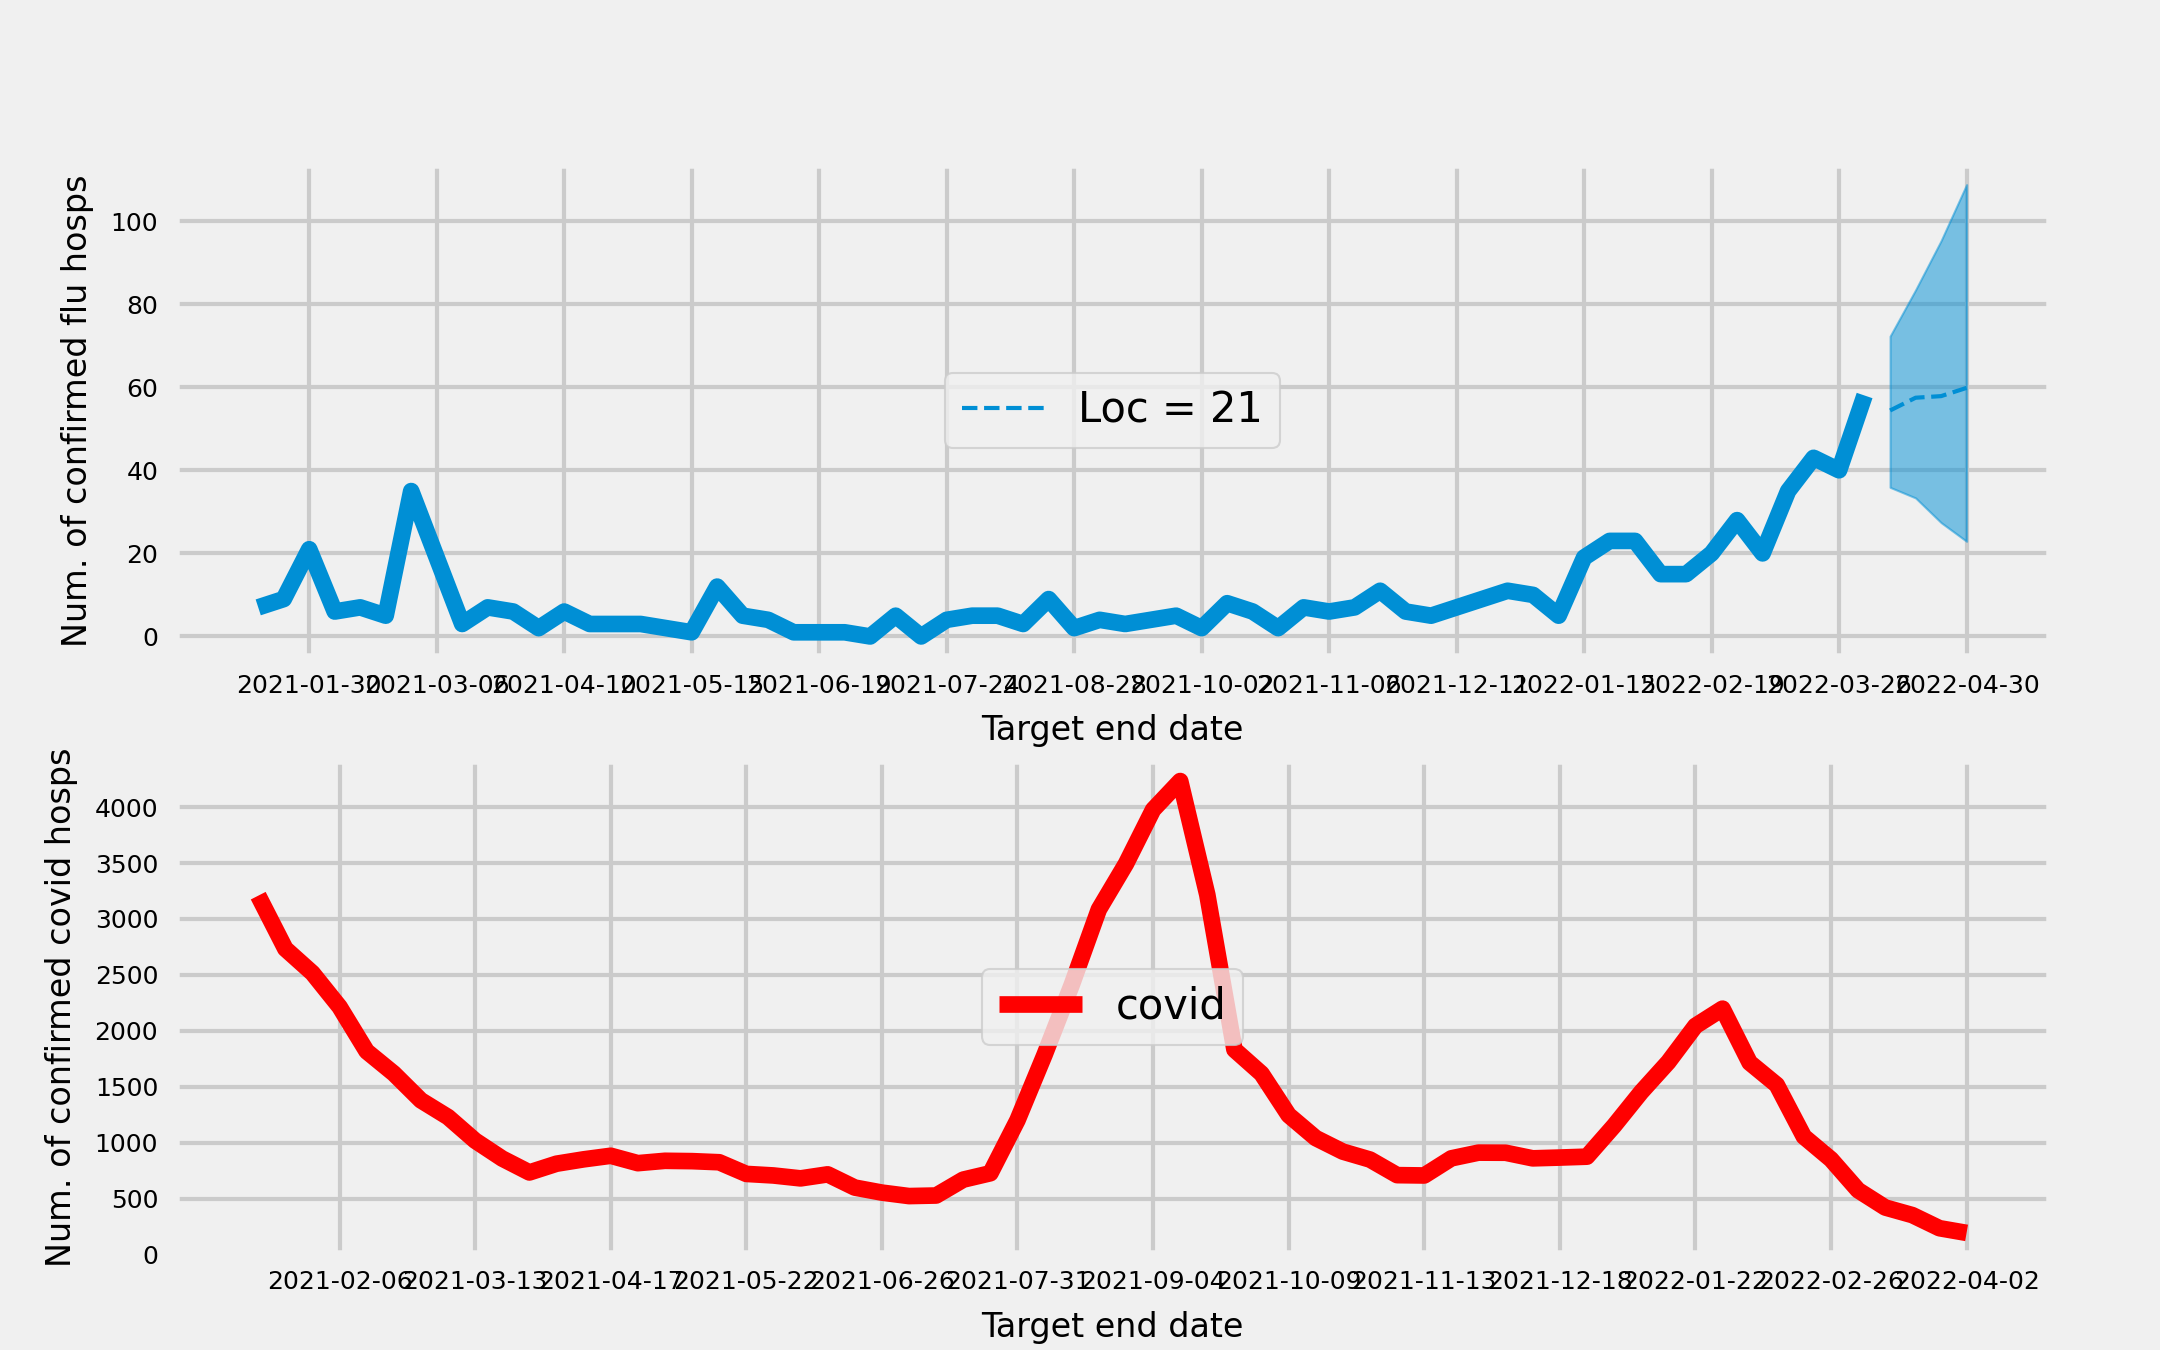 Num. of confirmed flu hosps
100
80
60
40
20
0
Loc = 21
2021-01-30 2021-03-06 2021-04-10 2021-05-15 2021-06-19 2021-07-24 2021-08-28 2021-10-02 2021-11-06 2021-12-11 2022-01-15 2022-02-19 2022-03-26 2022-04-30
Target end date
Num. of confirmed covid hosps
4000
3500
3000
2500
2000
1500
1000
500
0
covid
2021-02-06 2021-03-13 2021-04-17 2021-05-22 2021-06-26 2021-07-31 2021-09-04 2021-10-09 2021-11-13 2021-12-18 2022-01-22 2022-02-26 2022-04-02
Target end date